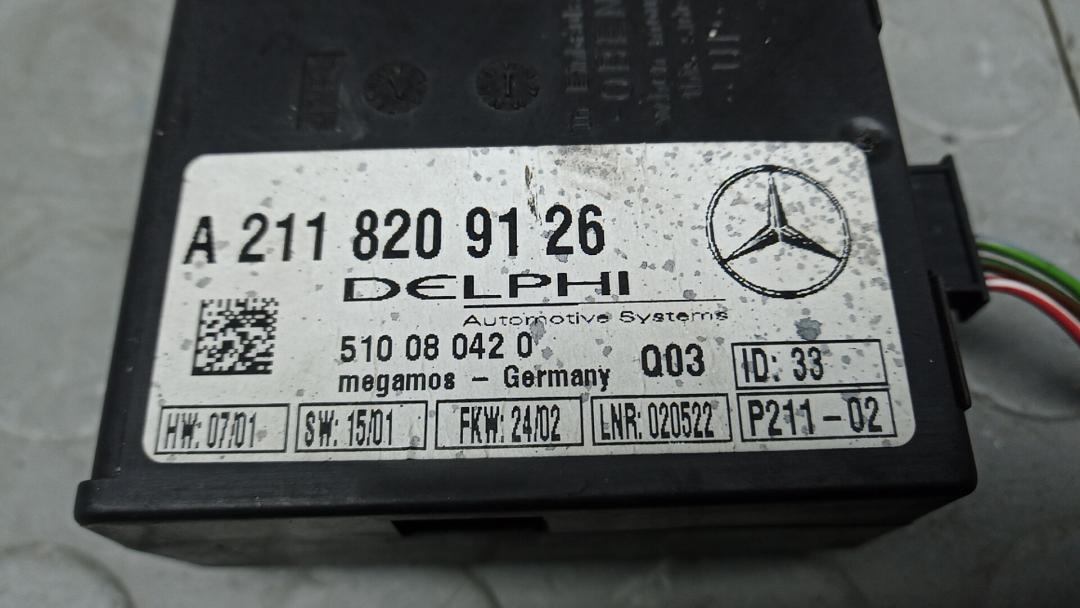 A 211 820 91 26
DELPHI
Automotive Systems
510 08 042 0
megamos - Germany
Q03
ID: 33
HW: 07/01
SW: 15/01
FKW: 24/02
LNR: 020522
P211-02